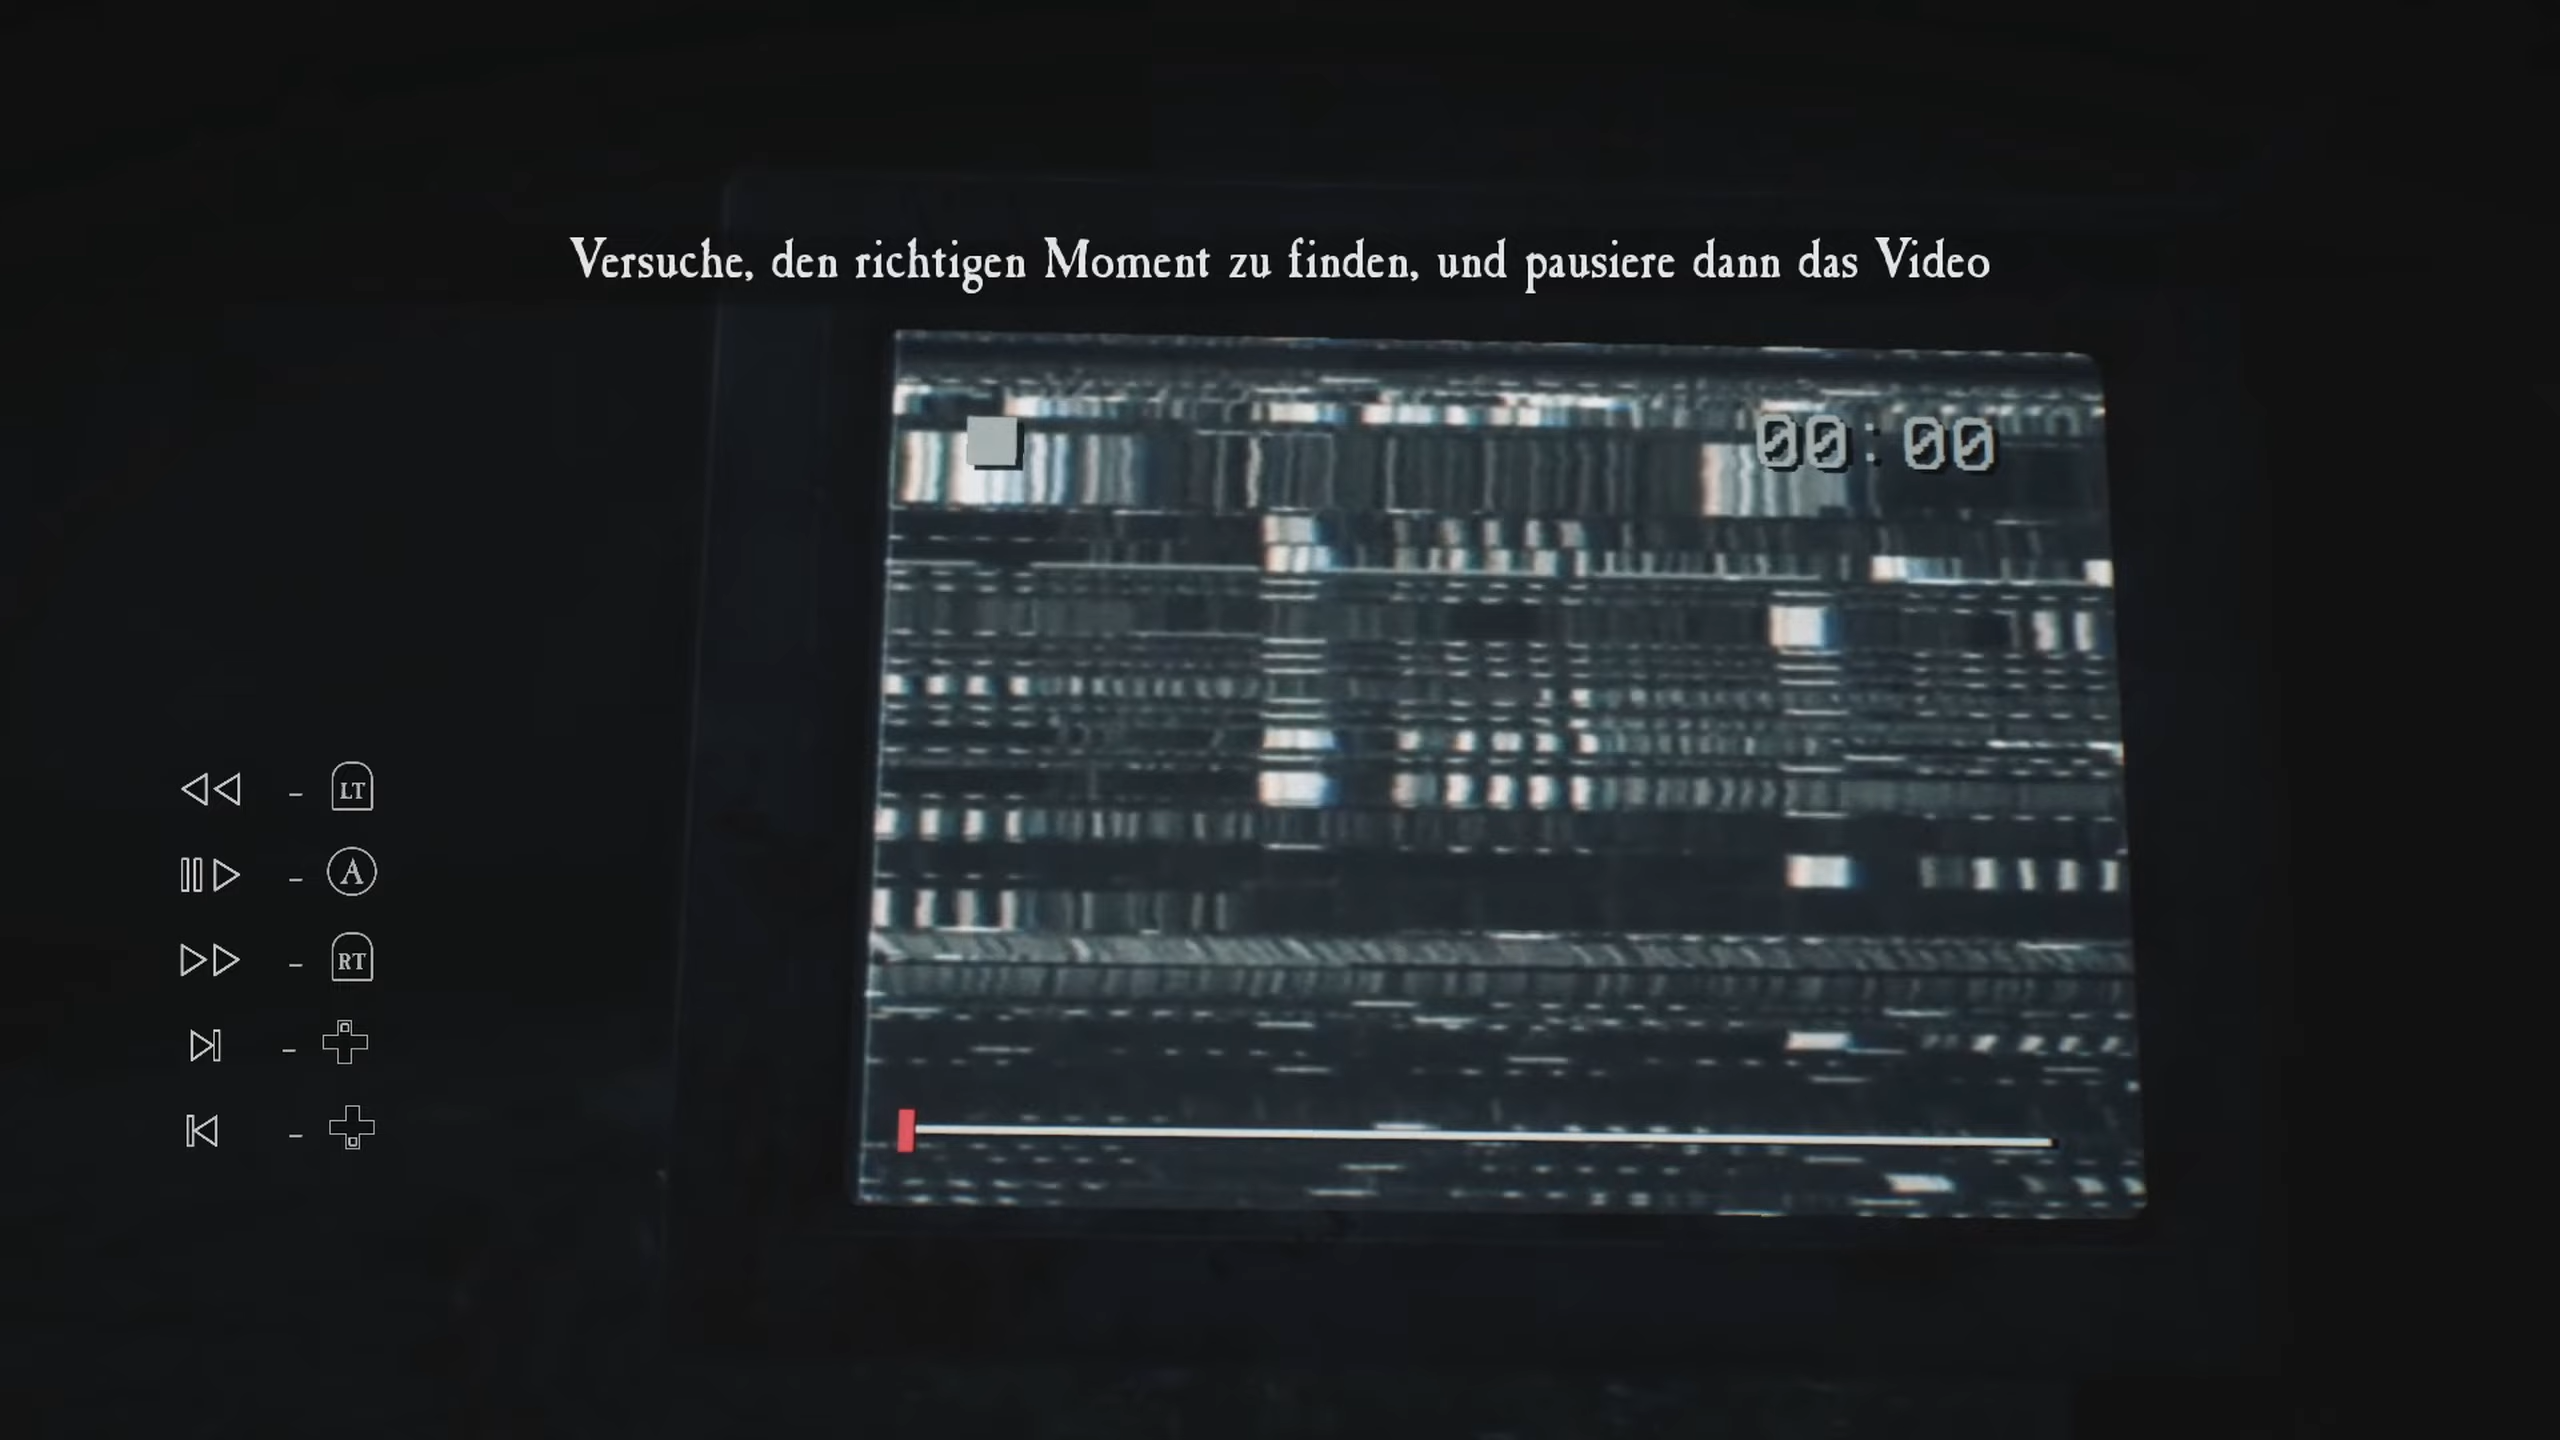 Versuche, den richtigen Moment zu finden, und pausiere dann das Video
00:00
- LT
- A
- RT
-
-